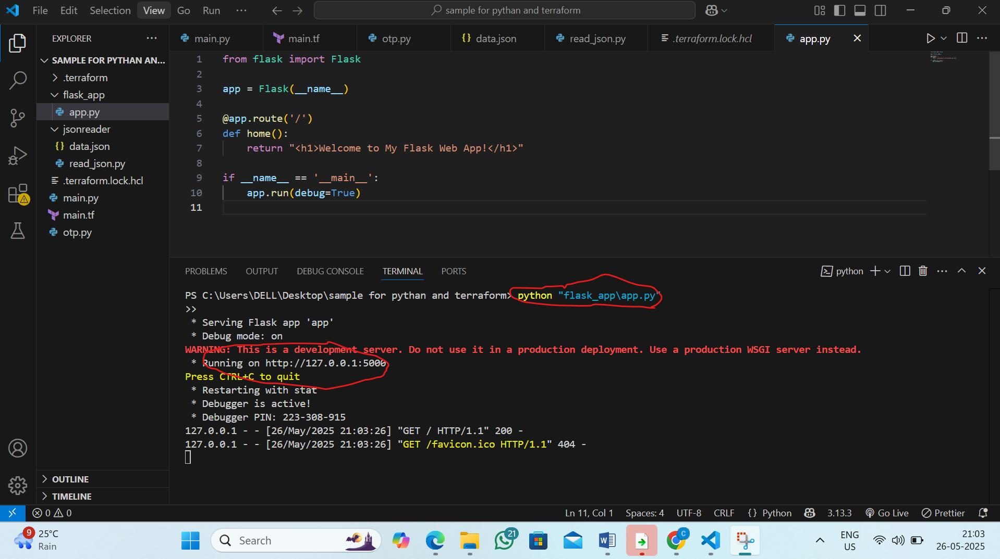 File Edit Selection View Go Run ··· sample for pythan and terraform
EXPLORER ···
SAMPLE FOR PYTHAN AN...
.terraform
flask_app
app.py
jsonreader
data.json
read_json.py
.terraform.lock.hcl
main.py
main.tf
otp.py
OUTLINE
TIMELINE
main.py main.tf otp.py {} data.json read_json.py .terraform.lock.hcl app.py
1 from flask import Flask
2
3 app = Flask(__name__)
4
5 @app.route('/')
6 def home():
7 return "<h1>Welcome to My Flask Web App!</h1>"
8
9 if __name__ == '__main__':
10 app.run(debug=True)
11
PROBLEMS OUTPUT DEBUG CONSOLE TERMINAL PORTS python
PS C:\Users\DELL\Desktop\sample for pythan and terraform> python "flask_app\app.py"
>>
* Serving Flask app 'app'
* Debug mode: on
WARNING: This is a development server. Do not use it in a production deployment. Use a production WSGI server instead.
* Running on http://127.0.0.1:5000
Press CTRL+C to quit
* Restarting with stat
* Debugger is active!
* Debugger PIN: 223-308-915
127.0.0.1 - - [26/May/2025 21:03:26] "GET / HTTP/1.1" 200 -
127.0.0.1 - - [26/May/2025 21:03:26] "GET /favicon.ico HTTP/1.1" 404 -
0 0 Ln 11, Col 1 Spaces: 4 UTF-8 CRLF {} Python 3.13.3 Go Live Prettier
9 25°C
Rain
Search
21
C
ENG
US
21:03
26-05-2025